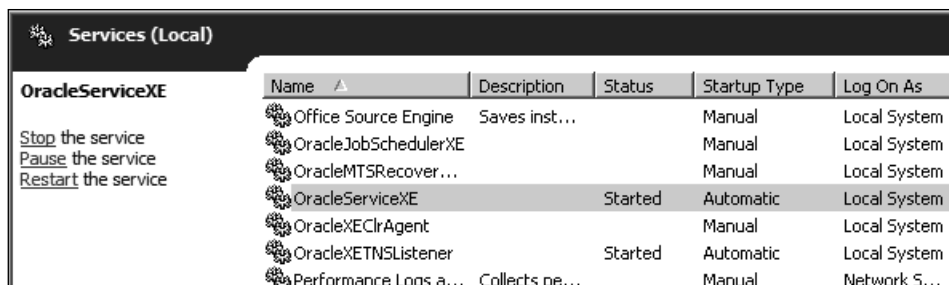 Services (Local)
OracleServiceXE
Stop the service
Pause the service
Restart the service
Name Description Status Startup Type Log On As
Office Source Engine Saves inst... Manual Local System
OracleJobSchedulerXE Manual Local System
OracleMTSRecover... Manual Local System
OracleServiceXE Started Automatic Local System
OracleXEClrAgent Manual Local System
OracleXETNSListener Started Automatic Local System
Performance Logs a... Collects pe... Manual Network S...